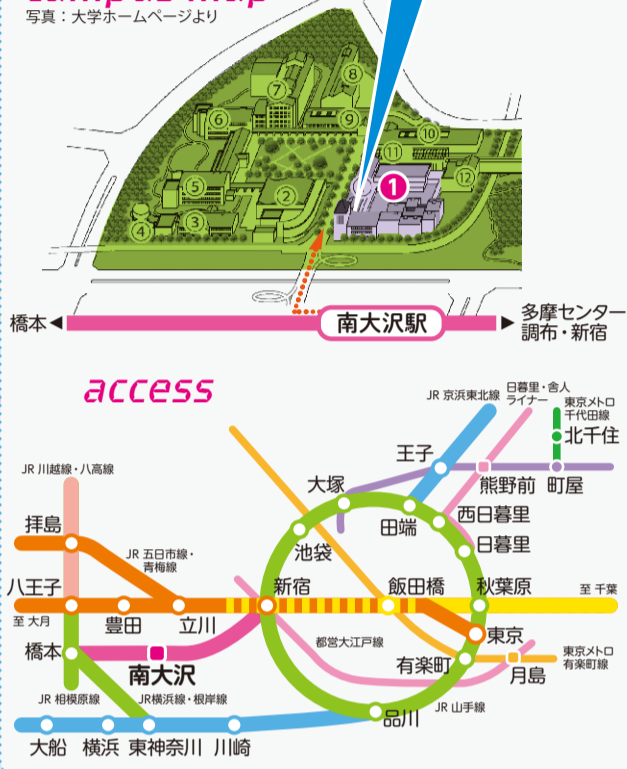 campus map
写真：大学ホームページより
⑧
⑦
⑥
⑨
⑩
⑪
⑫
1
⑤
②
④
③
橋本
南大沢駅
多摩センター
調布・新宿
access
JR 京浜東北線
日暮里・舎人
ライナー
東京メトロ
千代田線
北千住
王子
熊野前
町屋
JR 川越線・八高線
大塚
田端
西日暮里
日暮里
拝島
JR 五日市線・
青梅線
池袋
八王子
新宿
飯田橋
秋葉原
至 千葉
至 大月
豊田
立川
東京
橋本
南大沢
都営大江戸線
有楽町
月島
東京メトロ
有楽町線
JR 相模原線
JR横浜線・根岸線
品川
JR 山手線
大船
横浜
東神奈川
川崎